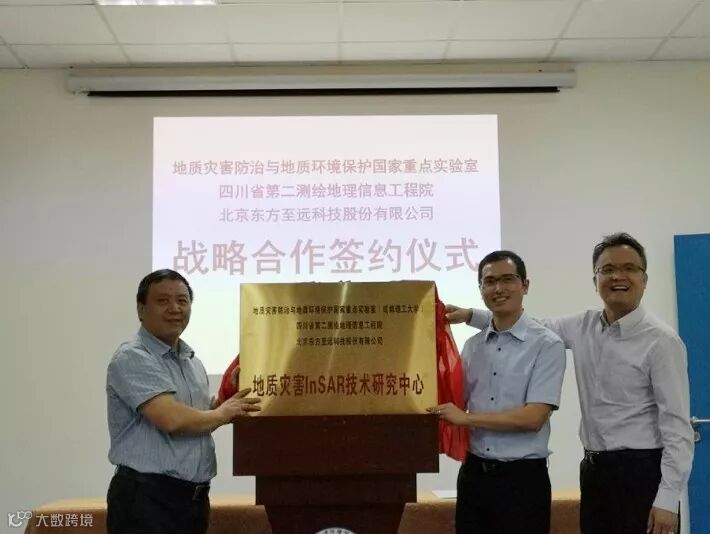 地质灾害防治与地质环境保护国家重点实验室
四川省第二测绘地理信息工程院
北京东方至远科技股份有限公司
战略合作签约仪式
地质灾害防治与地质环境保护国家重点实验室（成都理工大学）
四川省第二测绘地理信息工程院
北京东方至远科技股份有限公司
地质灾害InSAR技术研究中心
大数跨境